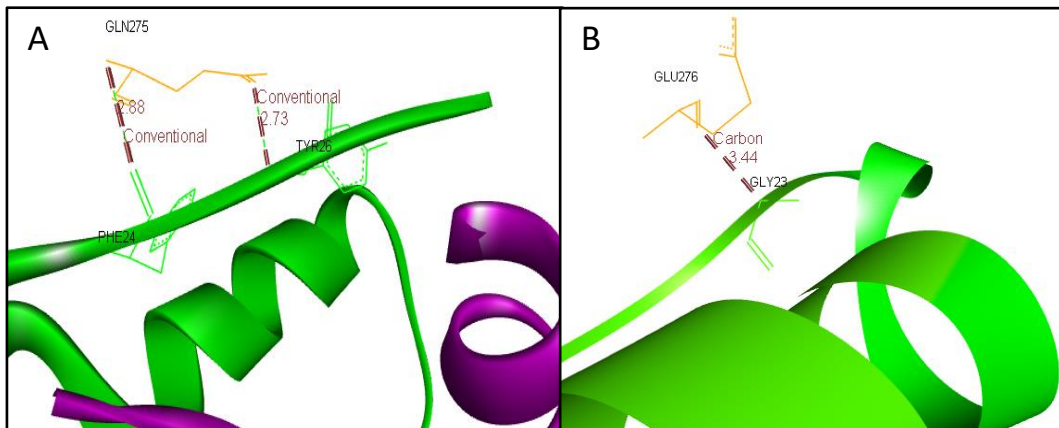 A
GLN275
Conventional
2.88
2.73
Conventional
TYR26
PHE24
B
GLU276
Carbon
3.44
GLY23